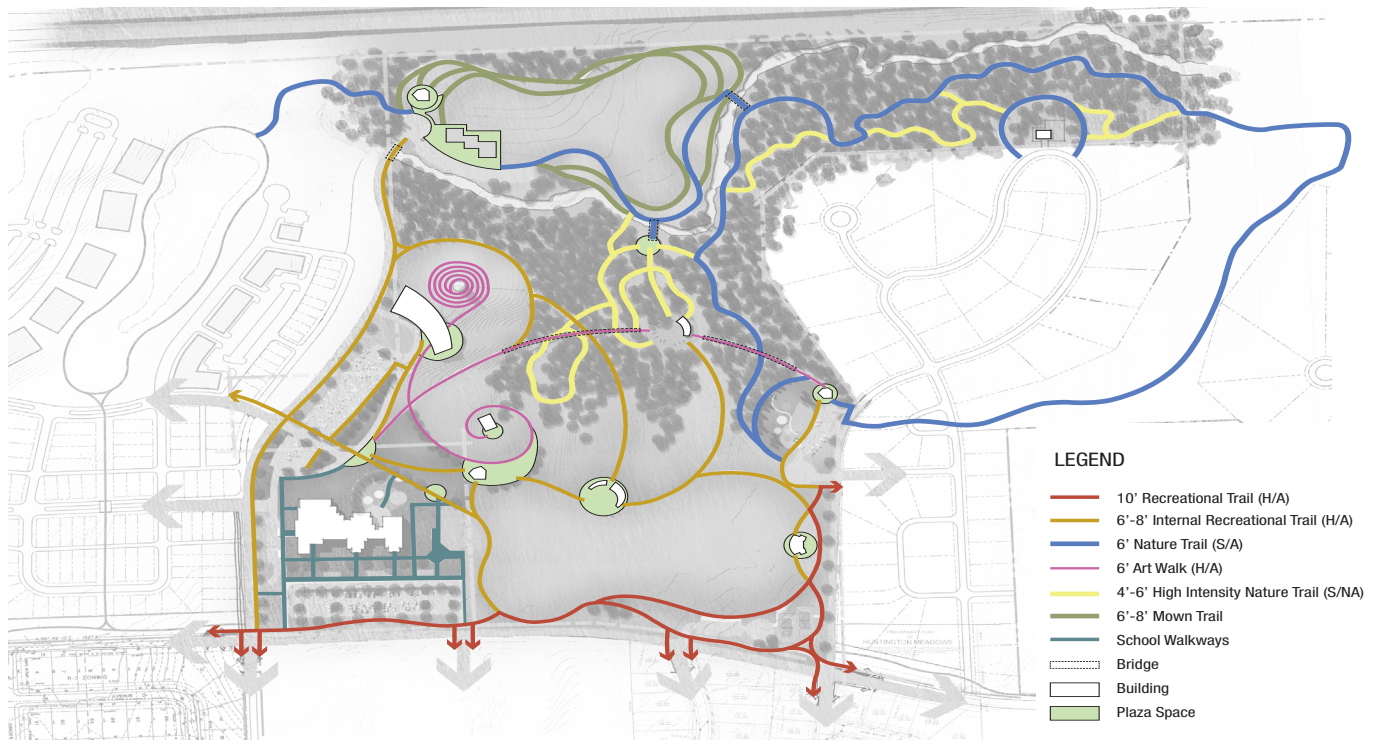 LEGEND
10’ Recreational Trail (H/A)
6’-8’ Internal Recreational Trail (H/A)
6’ Nature Trail (S/A)
6’ Art Walk (H/A)
4’-6’ High Intensity Nature Trail (S/NA)
6’-8’ Mown Trail
School Walkways
Bridge
Building
Plaza Space
HUNTINGTON MEADOWS